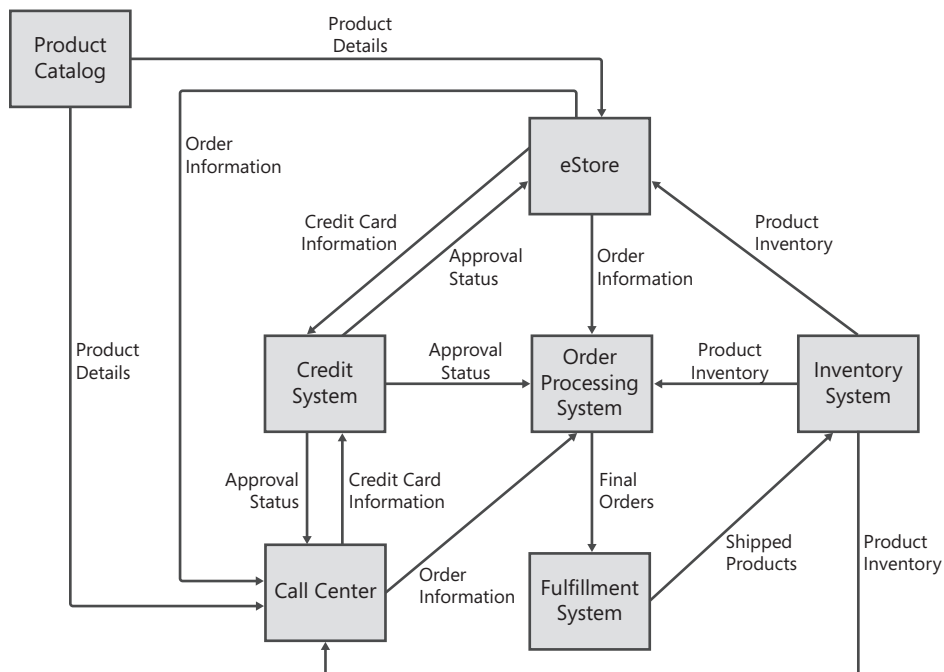 Product
Details
Product
Catalog
Order
Information
eStore
Credit Card
Information
Approval
Status
Order
Information
Product
Inventory
Product
Details
Credit
System
Approval
Status
Order
Processing
System
Product
Inventory
Inventory
System
Approval
Status
Credit Card
Information
Final
Orders
Call Center
Order
Information
Fulfillment
System
Shipped
Products
Product
Inventory